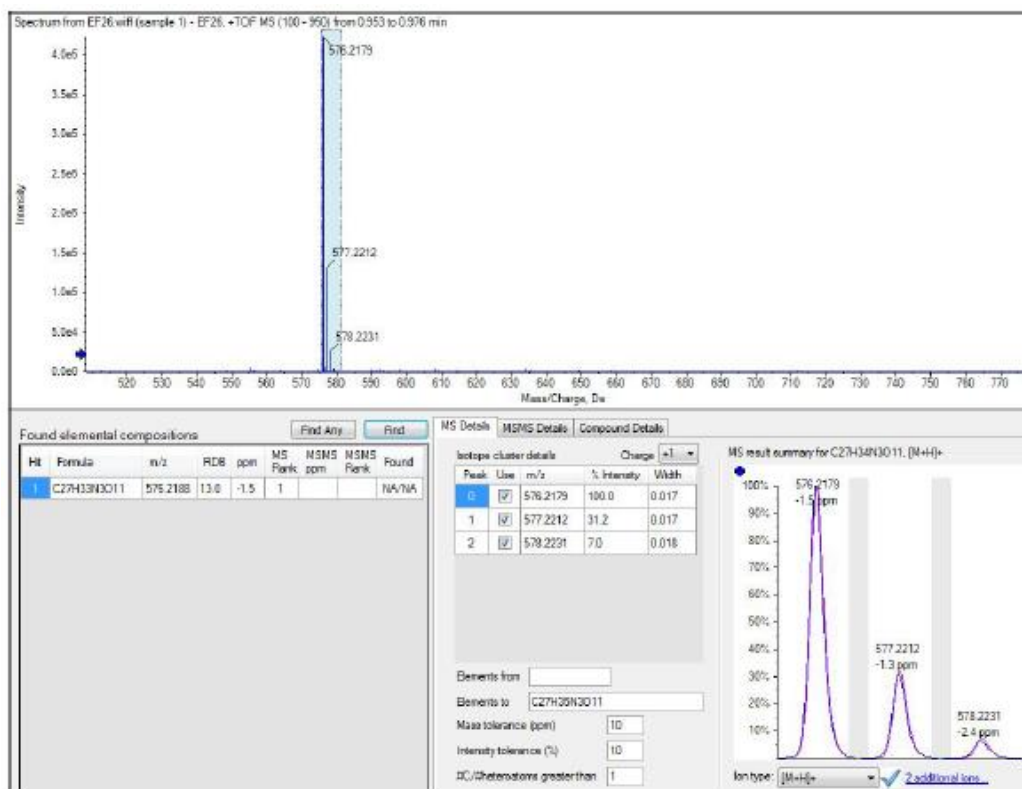 Spectrum from EF26.wiff (sample 1) - EF26, +TOF MS (100 - 950) from 0.953 to 0.976 min
576.2179
4.0e5
3.5e5
3.0e5
2.5e5
2.0e5
1.5e5
1.0e5
5.0e4
0.0e0
Intensity
577.2212
578.2231
520 530 540 550 560 570 580 590 600 610 620 630 640 650 660 670 680 690 700 710 720 730 740 750 760 770
Mass/Charge, Da
Found elemental compositions
Find Any
Find
Hit Formula m/z RDB ppm MS Rank MSMS ppm MSMS Rank Found
1 C27H33N3O11 576.2188 13.0 -1.5 1 NA/NA
MS Details MSMS Details Compound Details
Isotope cluster details Charge +1
Peak Use m/z % Intensity Width
0 576.2179 100.0 0.017
1 577.2212 31.2 0.017
2 578.2231 7.0 0.018
Elements from
Elements to C27H35N3O11
Mass tolerance (ppm) 10
Intensity tolerance (%) 10
#C/#heteroatoms greater than 1
MS result summary for C27H34N3O11, [M+H]+
100%
90%
80%
70%
60%
50%
40%
30%
20%
10%
576.2179
-1.5 ppm
577.2212
-1.3 ppm
578.2231
-2.4 ppm
Ion type: [M+H]+ 2 additional ions...